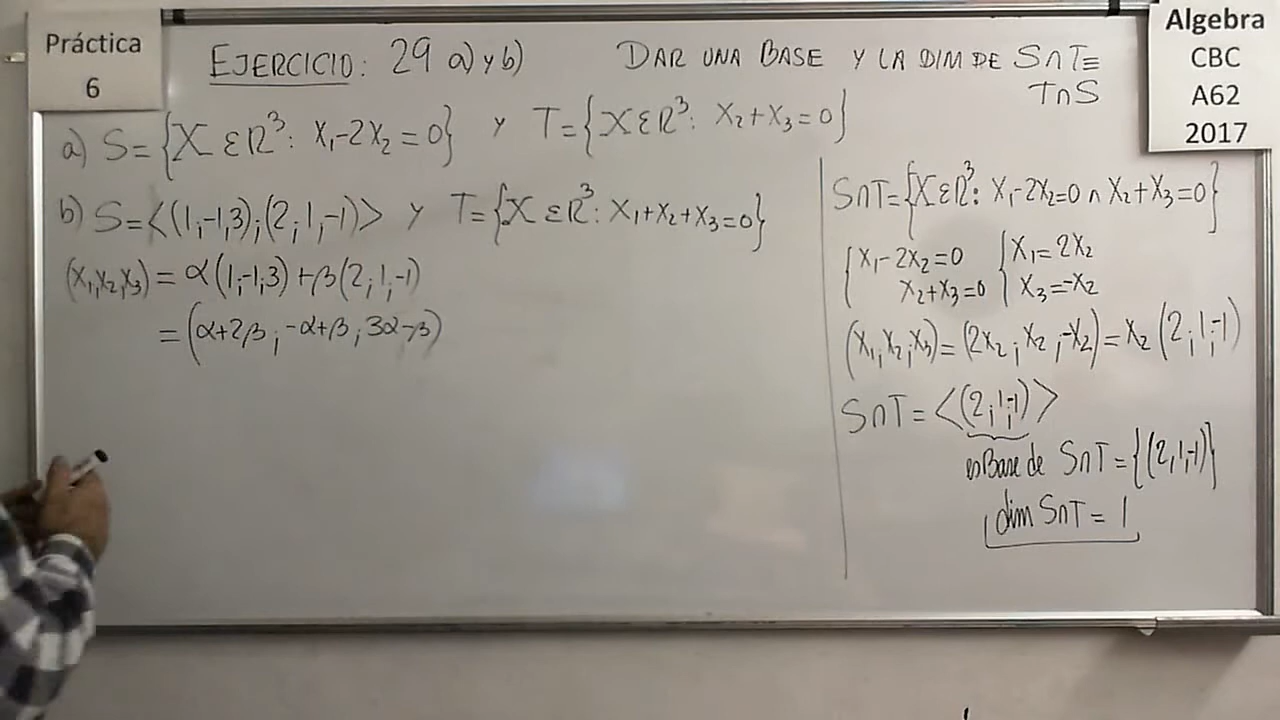 Práctica
6
EJERCICIO: 29 a) y b) DAR UNA BASE Y LA DIM DE S∩T≡
T∩S
Algebra
CBC
A62
2017
a) S={X ε R³: X₁-2X₂=0} y T={X ε R³: X₂+X₃=0}
b) S=<(1,-1,3);(2,1,-1)> y T={X ε R³: X₁+X₂+X₃=0}
(X₁,X₂,X₃)=α(1,-1,3)+β(2,1,-1)
=(α+2β;-α+β;3α-β)
S∩T={X ε R³: X₁-2X₂=0 ∩ X₂+X₃=0}
{X₁-2X₂=0 {X₁=2X₂
X₂+X₃=0 X₃=-X₂
(X₁,X₂,X₃)=(2X₂,X₂,-X₂)=X₂(2,1,-1)
S∩T=<(2,1,-1)>
es Base de S∩T={(2,1,-1)}
dim S∩T=1